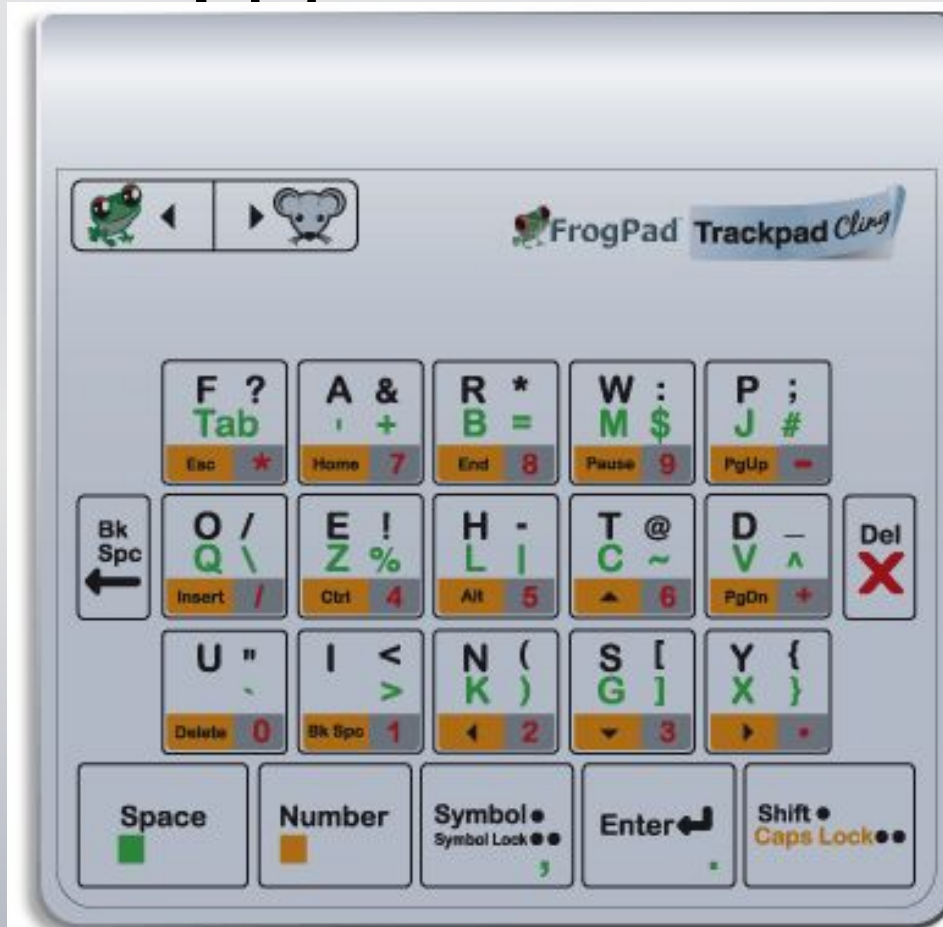 FrogPad Trackpad Cling
F ? A & R * W : P ;
Tab ' + B = M $ J #
Esc * Home 7 End 8 Pause 9 PgUp -
Bk
Spc
O / E ! H - T @ D _
Q \ Z % L | C ~ V ^
Insert / Ctrl 4 Alt 5 ▲ 6 PgDn +
Del
X
U " I < N ( S [ Y {
` > K ) G ] X }
Delete 0 Bk Spc 1 ◄ 2 ▼ 3 ► .
Space Number Symbol● Enter Shift●
Symbol Lock●● Caps Lock●●
, .